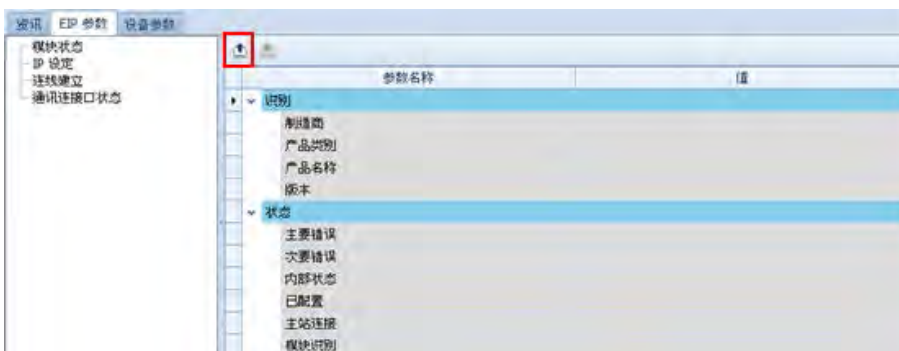 资讯 EIP 参数 设备参数
模块状态
IP 设定
连线建立
通讯连接口状态
参数名称 值
识别
制造商
产品类别
产品名称
版本
状态
主要错误
次要错误
内部状态
已配置
主站连接
模块识别